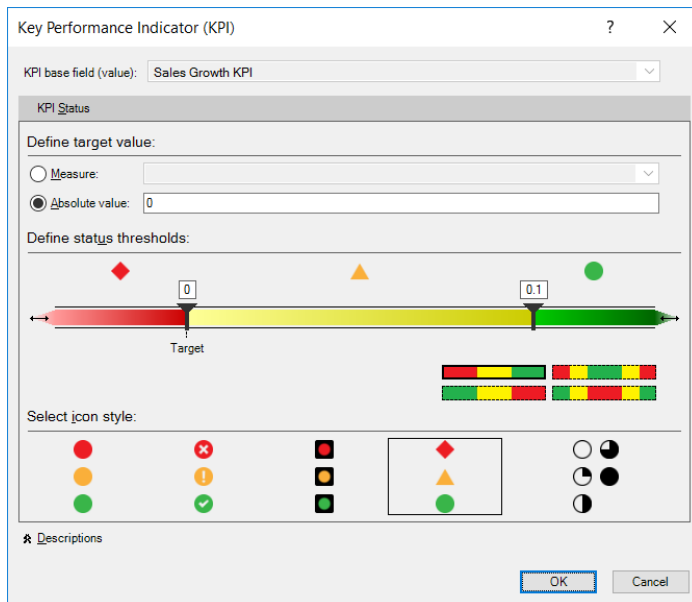 Key Performance Indicator (KPI) ?
KPI base field (value): Sales Growth KPI
KPI Status
Define target value:
Measure:
Absolute value: 0
Define status thresholds:
0 0.1
Target
Select icon style:
Descriptions
OK Cancel